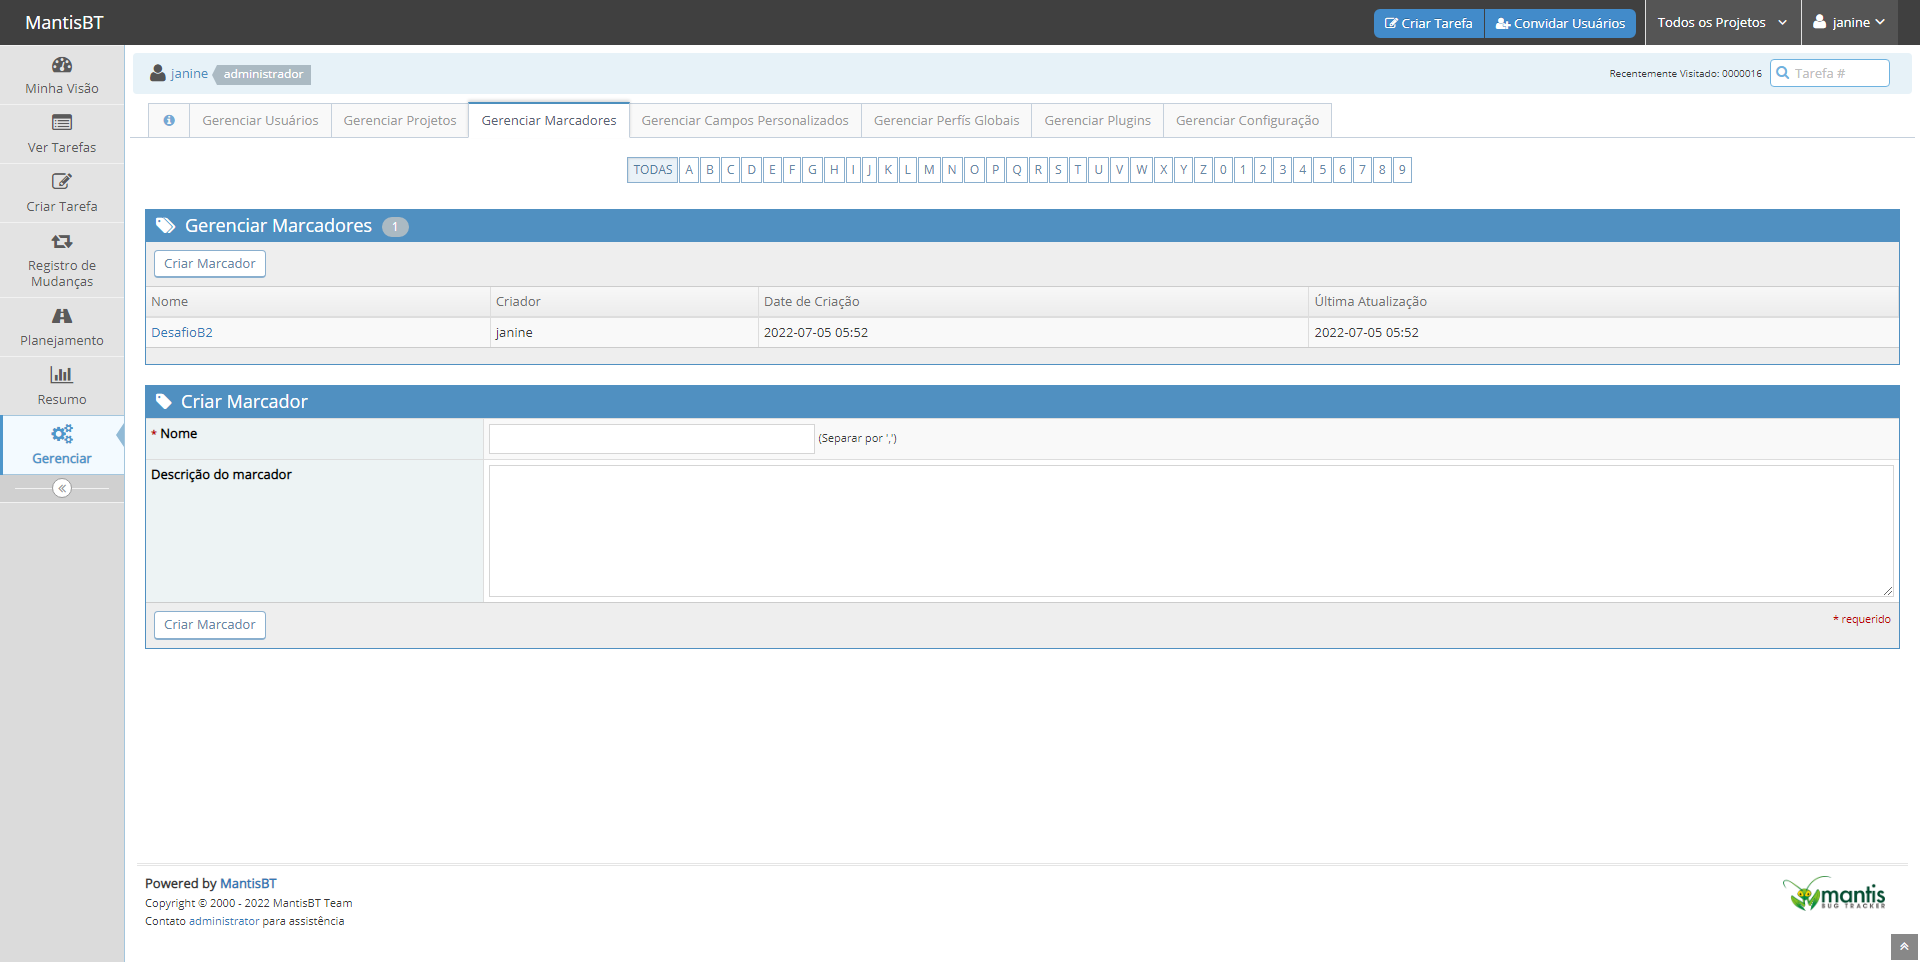 MantisBT
Criar Tarefa
Convidar Usuários
Todos os Projetos
janine
Minha Visão
Ver Tarefas
Criar Tarefa
Registro de
Mudanças
Planejamento
Resumo
Gerenciar
janine administrador
Recentemente Visitado: 0000016
Tarefa #
Gerenciar Usuários
Gerenciar Projetos
Gerenciar Marcadores
Gerenciar Campos Personalizados
Gerenciar Perfís Globais
Gerenciar Plugins
Gerenciar Configuração
TODAS A B C D E F G H I J K L M N O P Q R S T U V W X Y Z 0 1 2 3 4 5 6 7 8 9
Gerenciar Marcadores 1
Criar Marcador
Nome Criador Date de Criação Última Atualização
DesafioB2 janine 2022-07-05 05:52 2022-07-05 05:52
Criar Marcador
* Nome (Separar por ',')
Descrição do marcador
Criar Marcador
* requerido
Powered by MantisBT
Copyright © 2000 - 2022 MantisBT Team
Contato administrator para assistência
mantis
BUG TRACKER